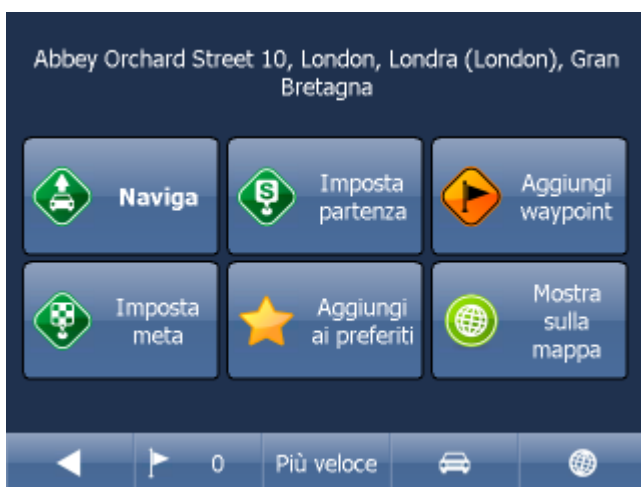 Abbey Orchard Street 10, London, Londra (London), Gran
Bretagna
Naviga
Imposta
partenza
Aggiungi
waypoint
Imposta
meta
Aggiungi
ai preferiti
Mostra
sulla
mappa
0
Più veloce